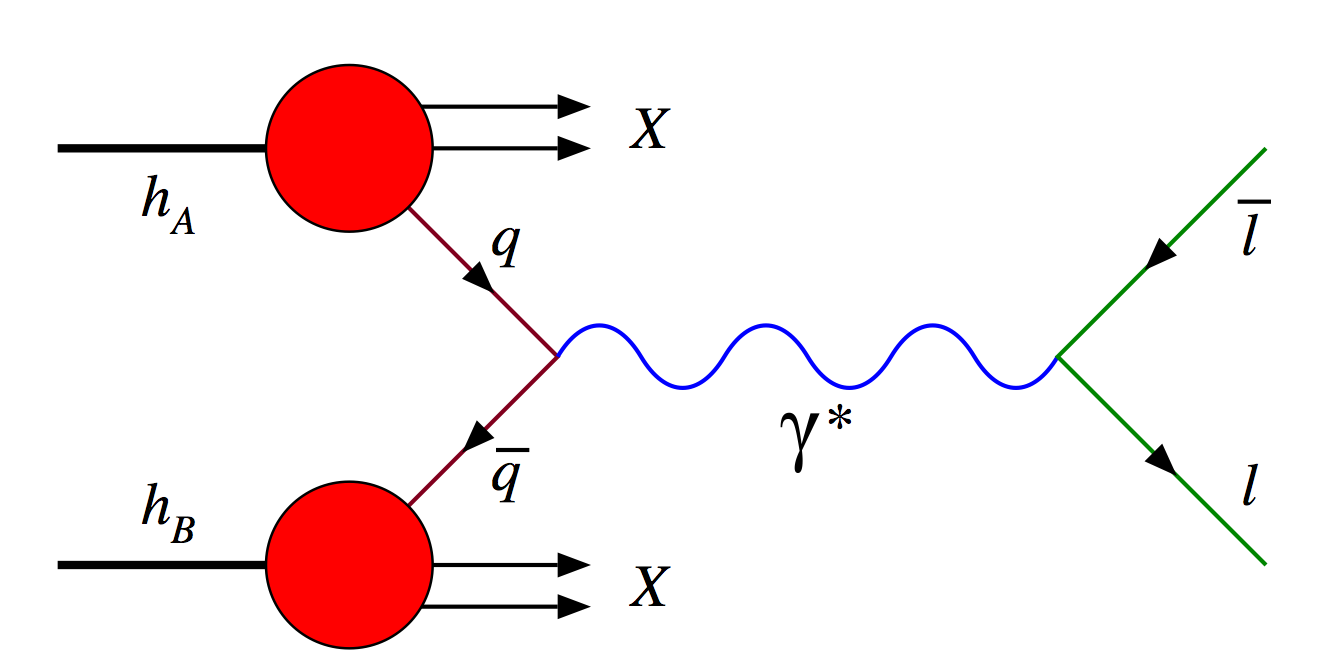 X
h_A
q
l̅
γ*
q̅
l
h_B
X